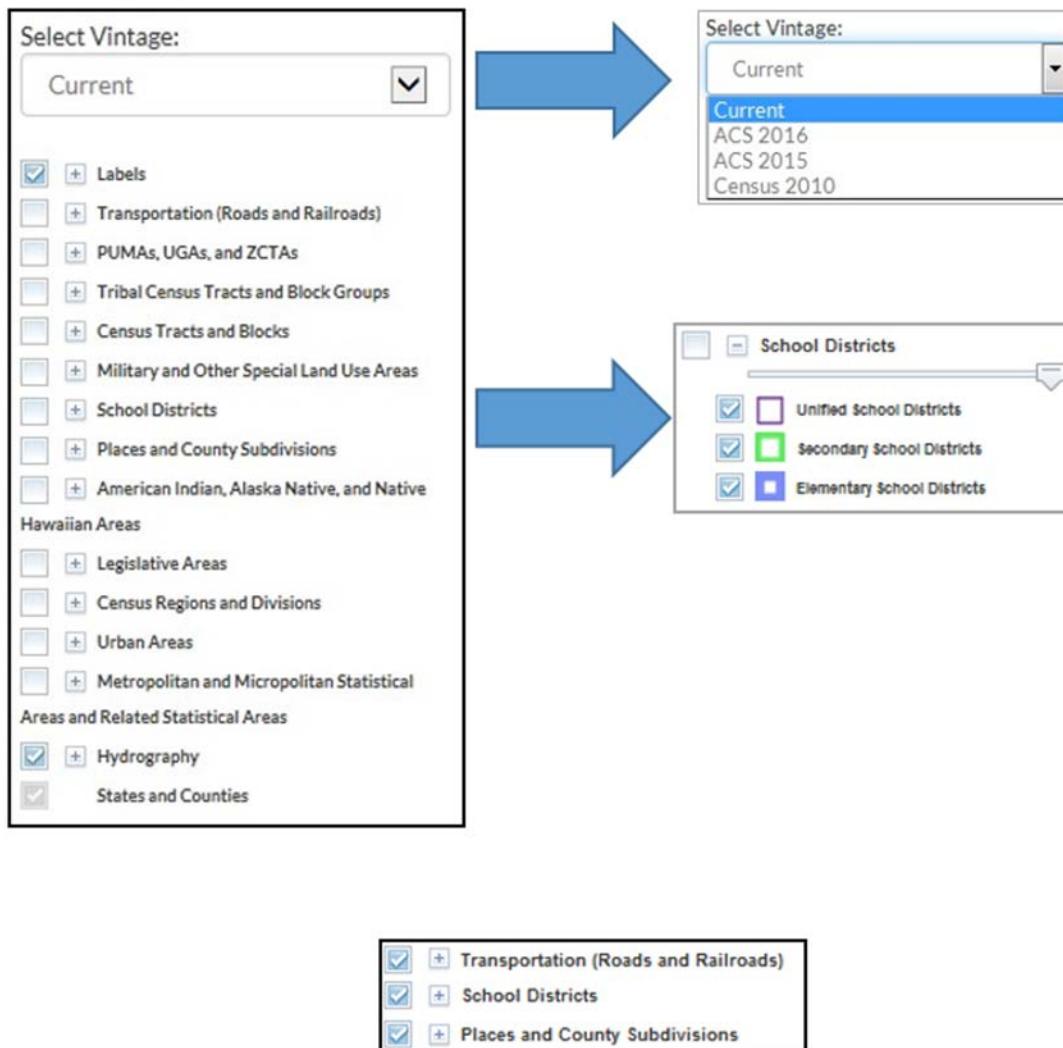 Select Vintage:
Current
Labels
Transportation (Roads and Railroads)
PUMAs, UGAs, and ZCTAs
Tribal Census Tracts and Block Groups
Census Tracts and Blocks
Military and Other Special Land Use Areas
School Districts
Places and County Subdivisions
American Indian, Alaska Native, and Native
Hawaiian Areas
Legislative Areas
Census Regions and Divisions
Urban Areas
Metropolitan and Micropolitan Statistical
Areas and Related Statistical Areas
Hydrography
States and Counties
Select Vintage:
Current
Current
ACS 2016
ACS 2015
Census 2010
School Districts
Unified School Districts
Secondary School Districts
Elementary School Districts
Transportation (Roads and Railroads)
School Districts
Places and County Subdivisions